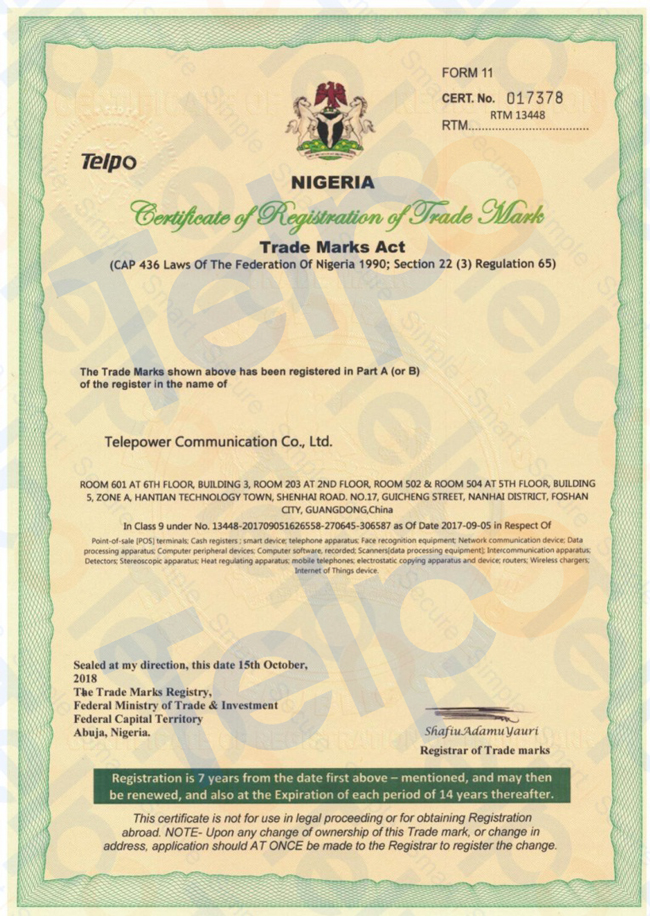 FORM 11
CERT. No. 017378
RTM 13448
RTM..............................
Telpo
NIGERIA
Certificate of Registration of Trade Mark
Trade Marks Act
(CAP 436 Laws Of The Federation Of Nigeria 1990; Section 22 (3) Regulation 65)
The Trade Marks shown above has been registered in Part A (or B)
of the register in the name of
Telepower Communication Co., Ltd.
ROOM 601 AT 6TH FLOOR, BUILDING 3, ROOM 203 AT 2ND FLOOR, ROOM 502 & ROOM 504 AT 5TH FLOOR, BUILDING
5, ZONE A, HANTIAN TECHNOLOGY TOWN, SHENHAI ROAD. NO.17, GUICHENG STREET, NANHAI DISTRICT, FOSHAN
CITY, GUANGDONG,China
In Class 9 under No. 13448-201709051626558-270645-306587 as Of Date 2017-09-05 in Respect Of
Point-of-sale [POS] terminals; Cash registers ; smart device; telephone apparatus; Face recognition equipment; Network communication device; Data
processing apparatus; Computer peripheral devices; Computer software, recorded; Scanners[data processing equipment]; Intercommunication apparatus;
Detectors; Stereoscopic apparatus; Heat regulating apparatus; mobile telephones; electrostatic copying apparatus and device; routers; Wireless chargers;
Internet of Things device.
Sealed at my direction, this date 15th October,
2018
The Trade Marks Registry,
Federal Ministry of Trade & Investment
Federal Capital Territory
Abuja, Nigeria.
Shafiu Adamu Yauri
Registrar of Trade marks
Registration is 7 years from the date first above – mentioned, and may then
be renewed, and also at the Expiration of each period of 14 years thereafter.
This certificate is not for use in legal proceeding or for obtaining Registration
abroad. NOTE- Upon any change of ownership of this Trade mark, or change in
address, application should AT ONCE be made to the Registrar to register the change.
Telpo
Telpo